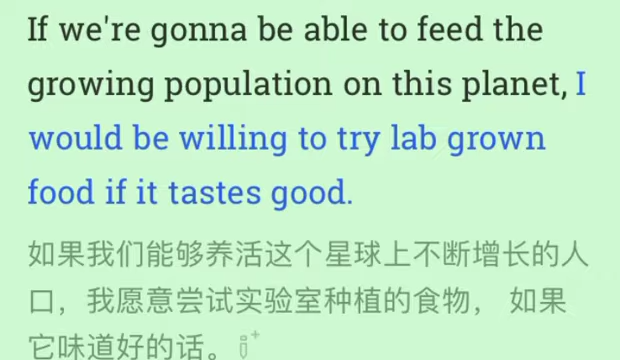 If we're gonna be able to feed the
growing population on this planet, I
would be willing to try lab grown
food if it tastes good.
如果我们能够养活这个星球上不断增长的人
口，我愿意尝试实验室种植的食物， 如果
它味道好的话。